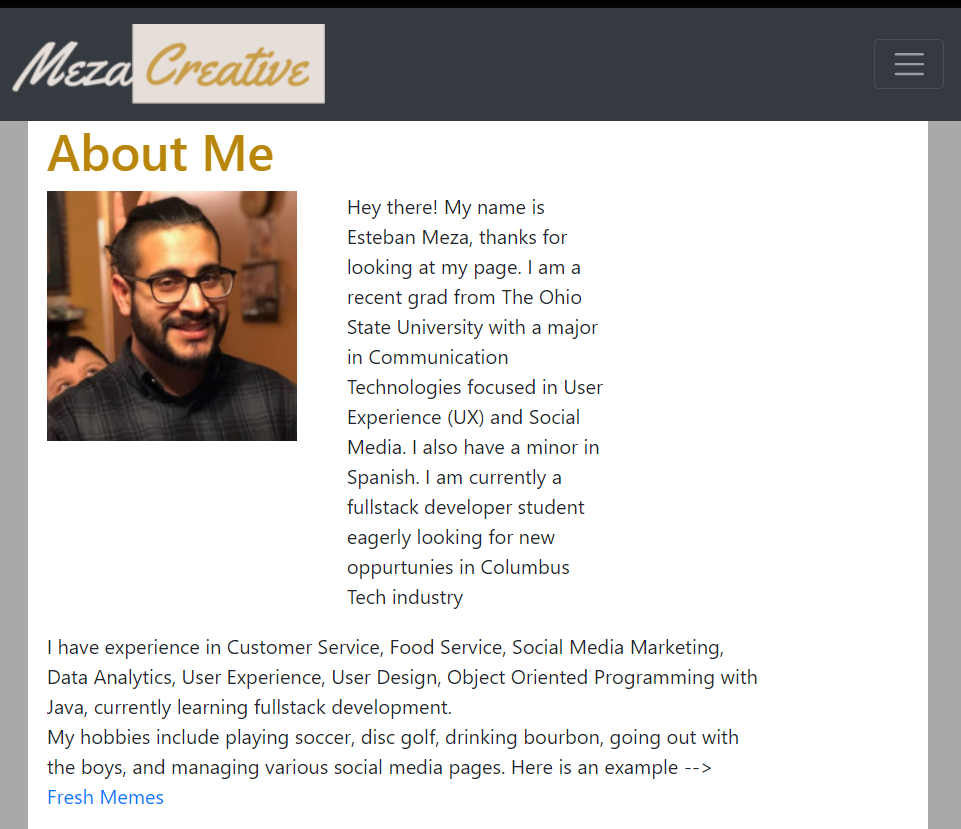 Meza Creative
About Me
Hey there! My name is
Esteban Meza, thanks for
looking at my page. I am a
recent grad from The Ohio
State University with a major
in Communication
Technologies focused in User
Experience (UX) and Social
Media. I also have a minor in
Spanish. I am currently a
fullstack developer student
eagerly looking for new
oppurtunies in Columbus
Tech industry
I have experience in Customer Service, Food Service, Social Media Marketing,
Data Analytics, User Experience, User Design, Object Oriented Programming with
Java, currently learning fullstack development.
My hobbies include playing soccer, disc golf, drinking bourbon, going out with
the boys, and managing various social media pages. Here is an example -->
Fresh Memes